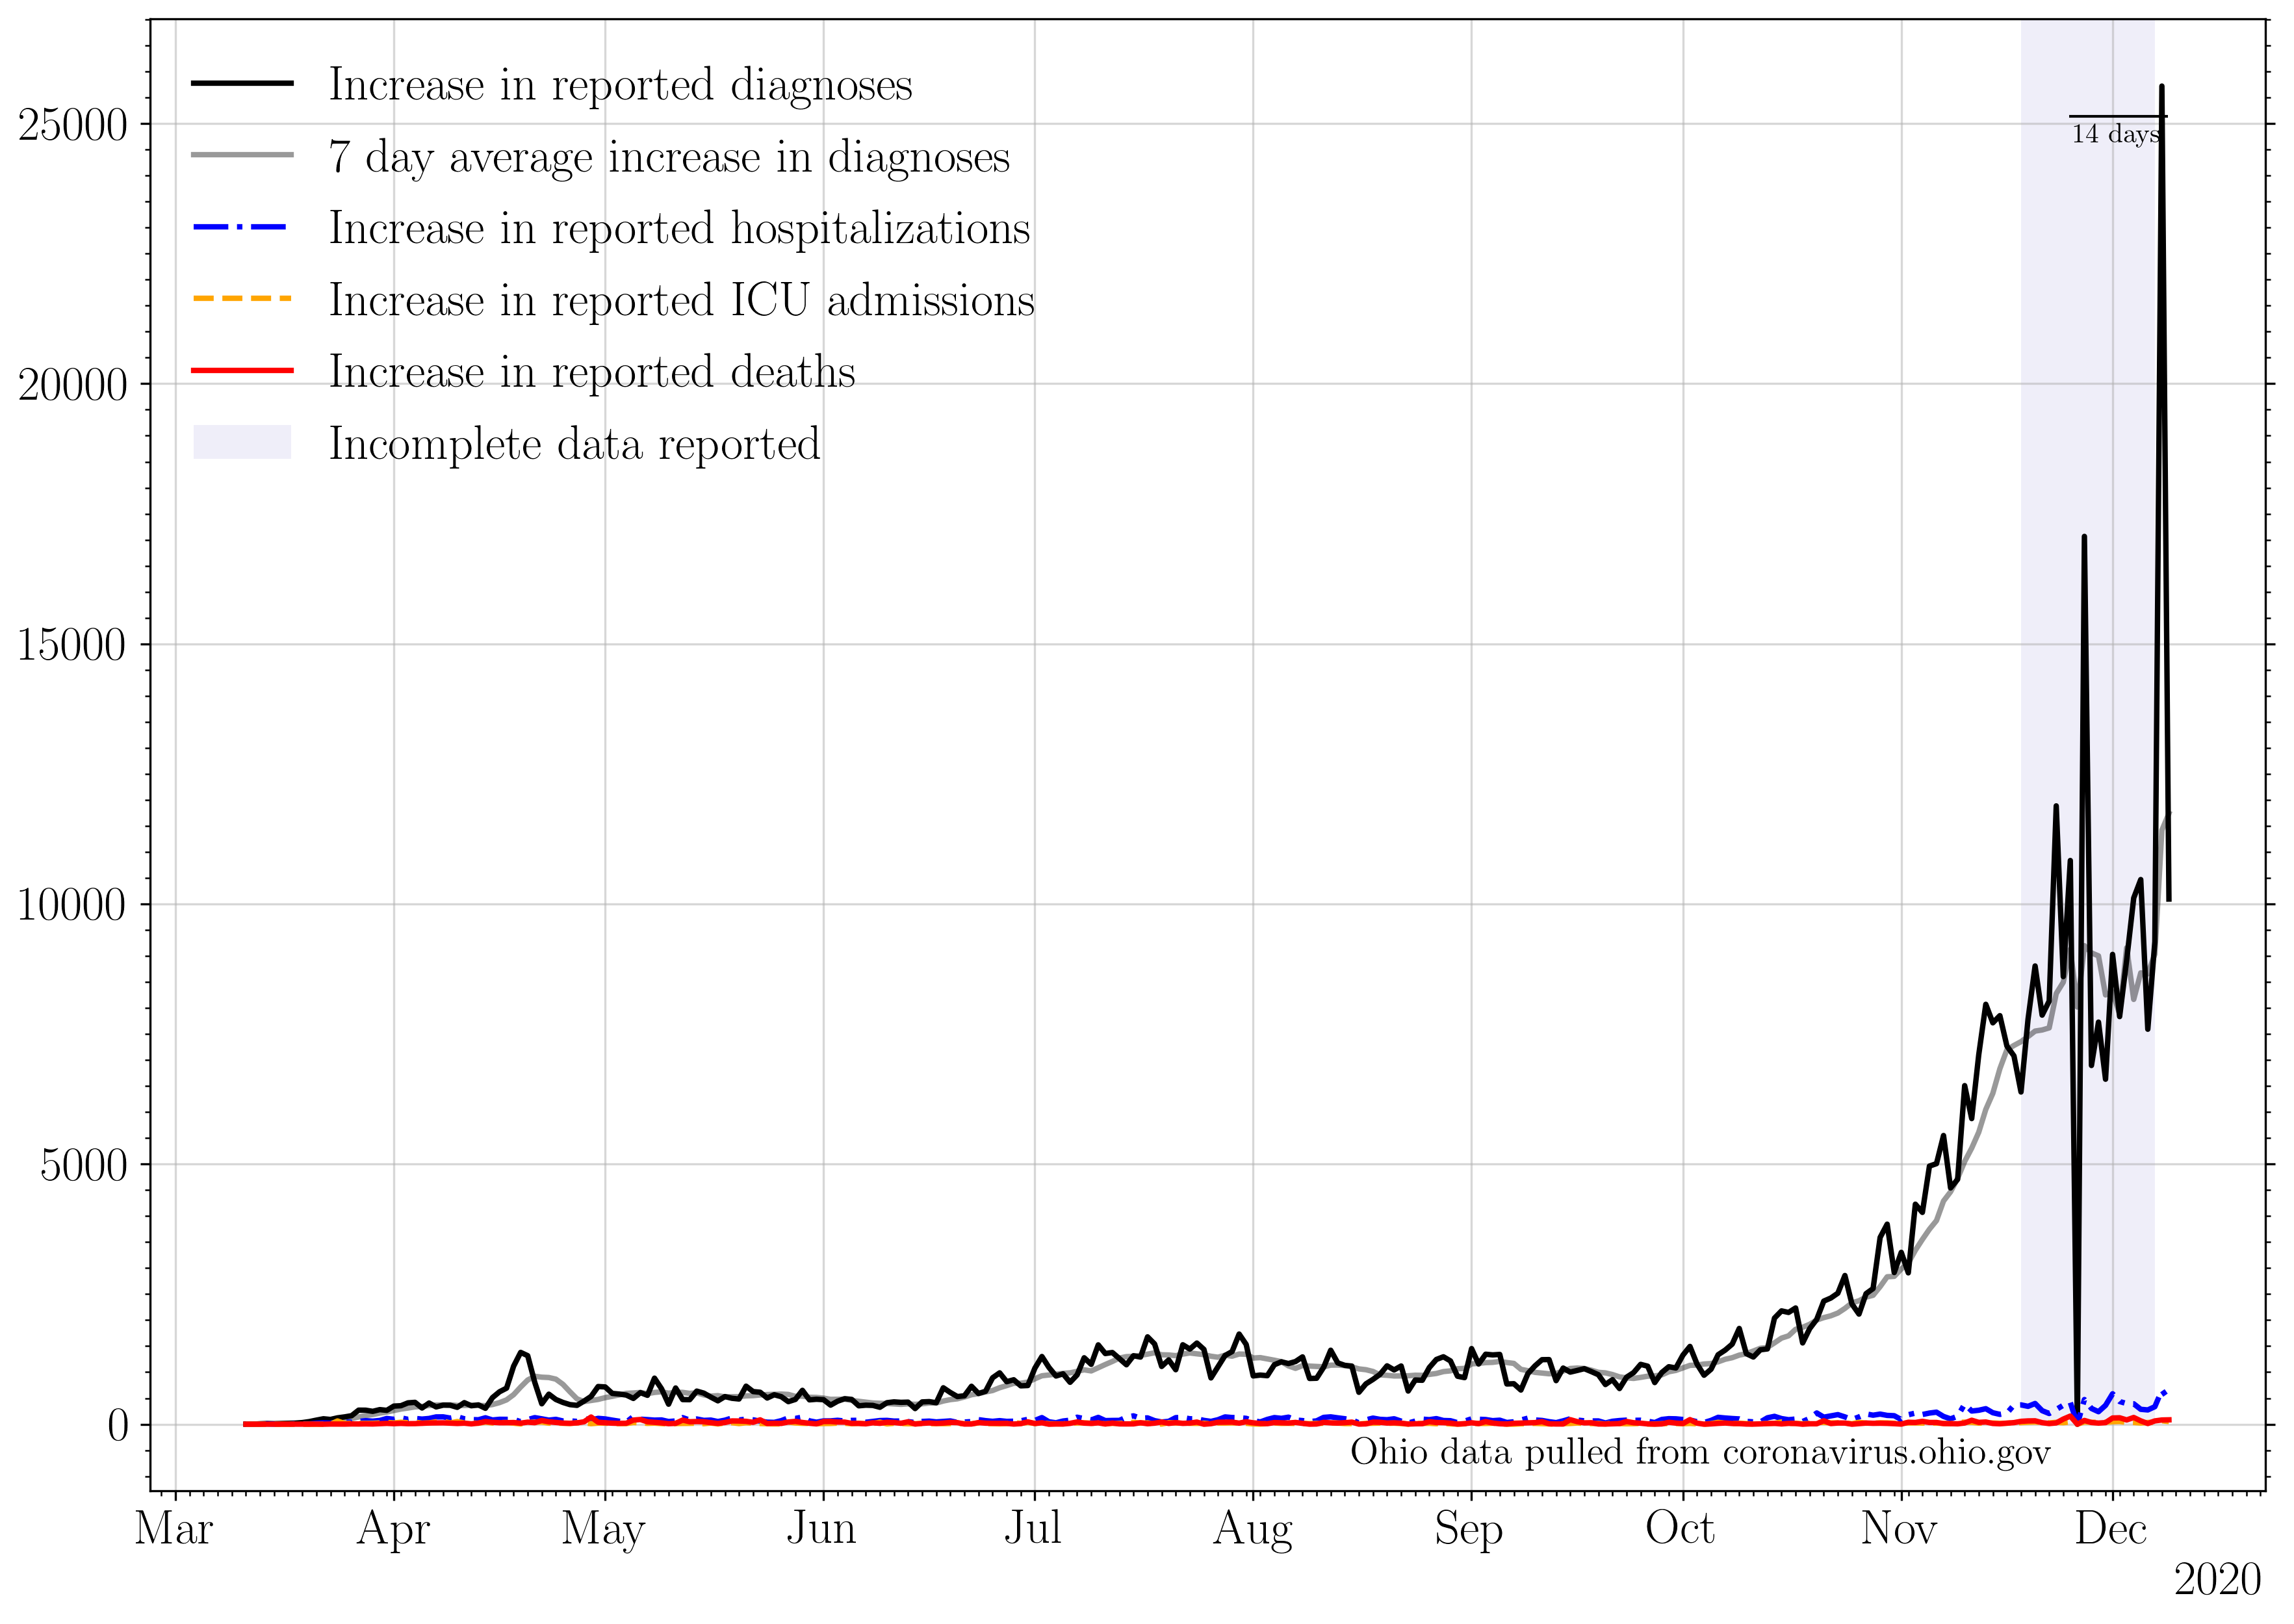 Increase in reported diagnoses
7 day average increase in diagnoses
Increase in reported hospitalizations
Increase in reported ICU admissions
Increase in reported deaths
Incomplete data reported
14 days
25000
20000
15000
10000
5000
0
Ohio data pulled from coronavirus.ohio.gov
Mar Apr May Jun Jul Aug Sep Oct Nov Dec
2020